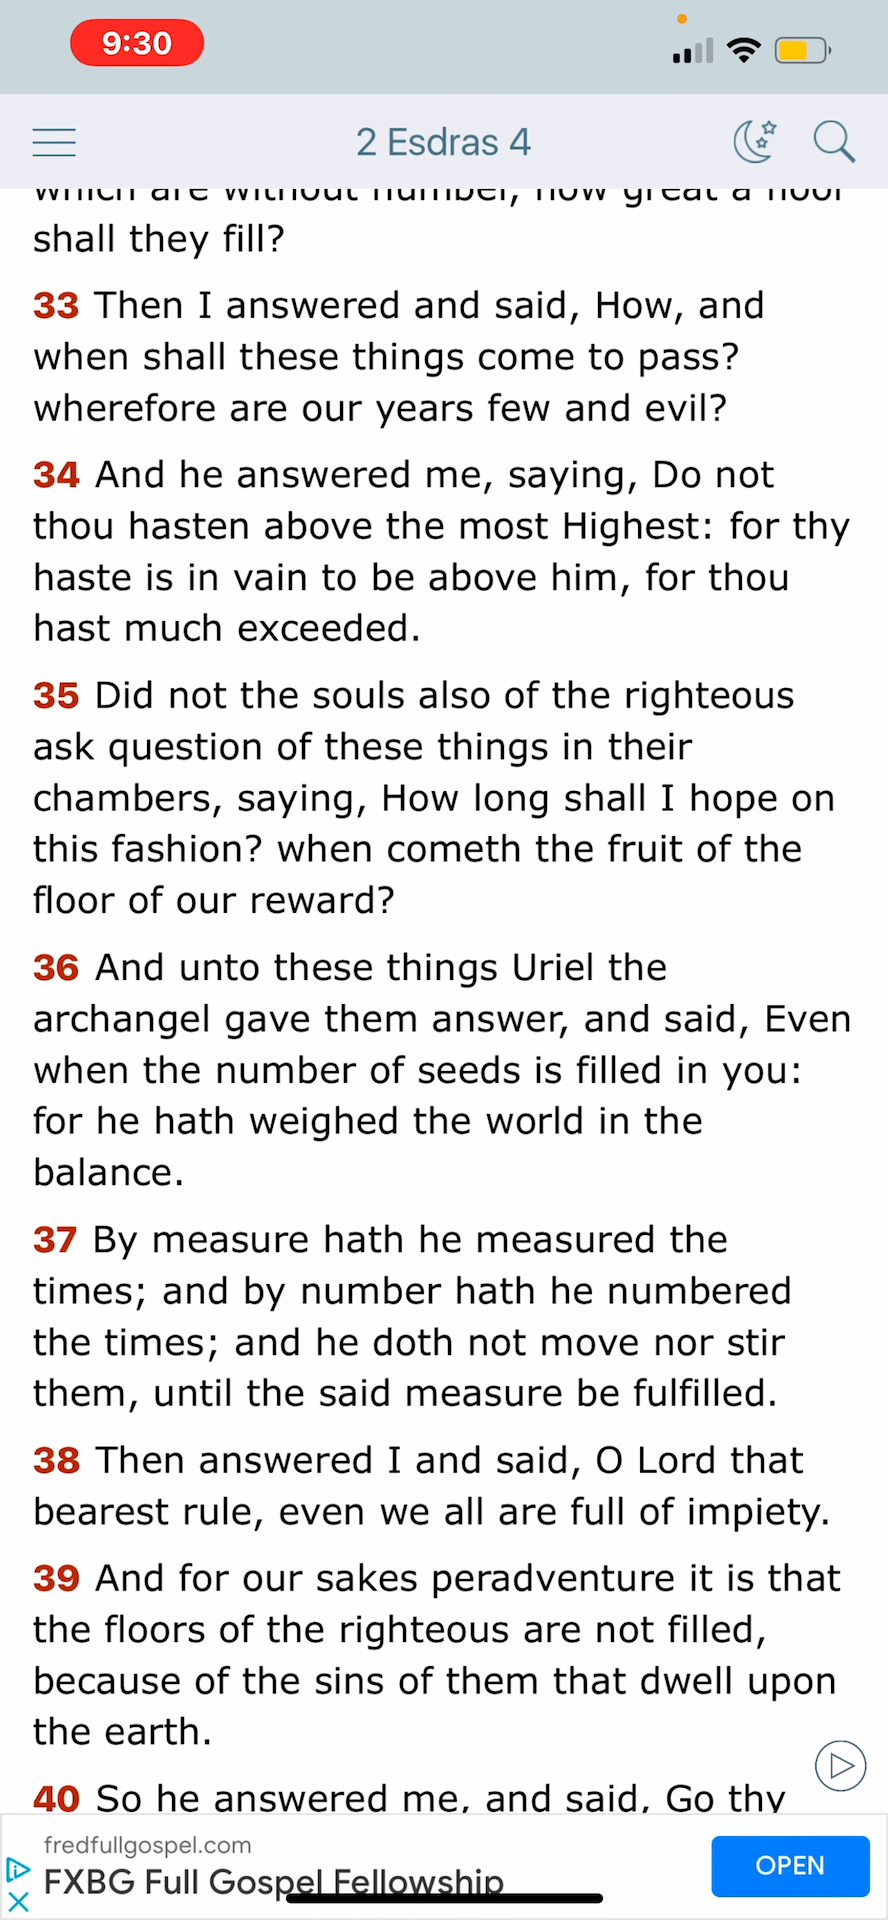 9:30
2 Esdras 4
which are without number, how great a floor
shall they fill?
33 Then I answered and said, How, and
when shall these things come to pass?
wherefore are our years few and evil?
34 And he answered me, saying, Do not
thou hasten above the most Highest: for thy
haste is in vain to be above him, for thou
hast much exceeded.
35 Did not the souls also of the righteous
ask question of these things in their
chambers, saying, How long shall I hope on
this fashion? when cometh the fruit of the
floor of our reward?
36 And unto these things Uriel the
archangel gave them answer, and said, Even
when the number of seeds is filled in you:
for he hath weighed the world in the
balance.
37 By measure hath he measured the
times; and by number hath he numbered
the times; and he doth not move nor stir
them, until the said measure be fulfilled.
38 Then answered I and said, O Lord that
bearest rule, even we all are full of impiety.
39 And for our sakes peradventure it is that
the floors of the righteous are not filled,
because of the sins of them that dwell upon
the earth.
40 So he answered me, and said, Go thy
fredfullgospel.com
FXBG Full Gospel Fellowship
OPEN